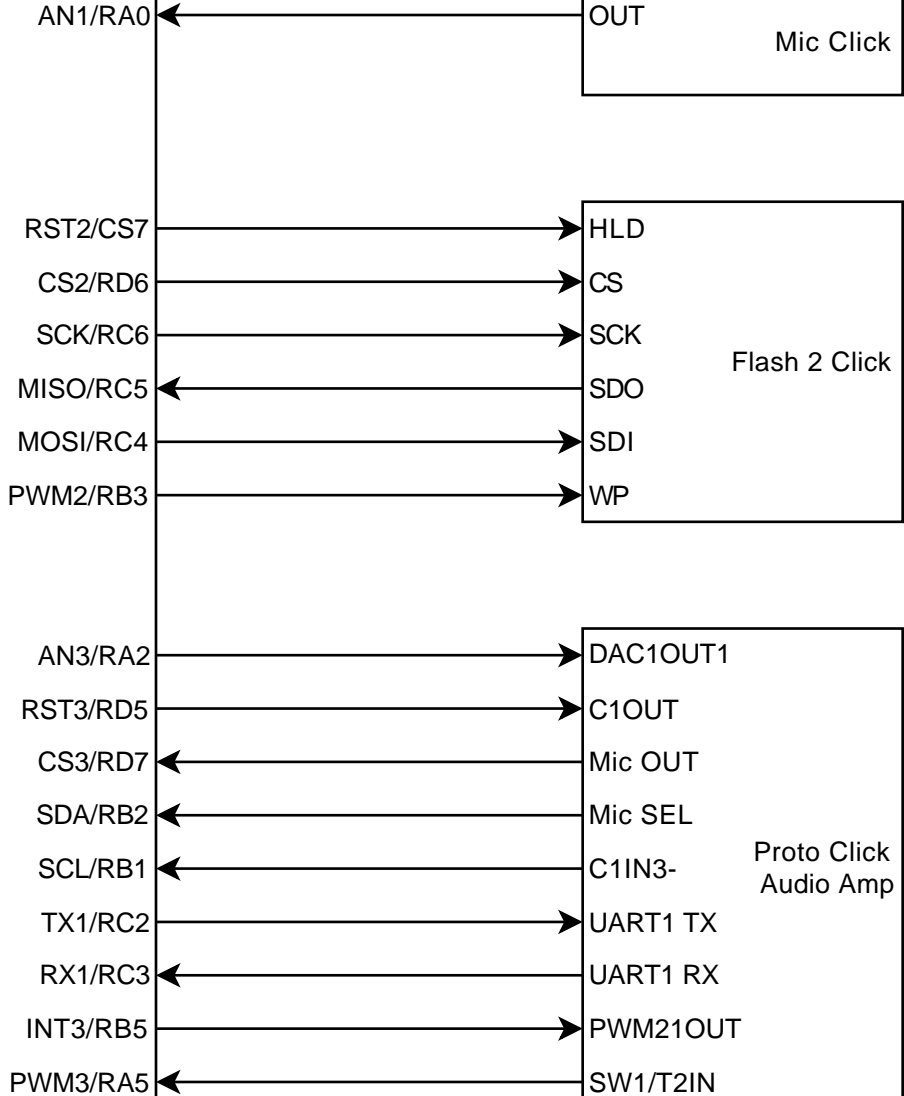 AN1/RA0 OUT
Mic Click
RST2/CS7 HLD
CS2/RD6 CS
SCK/RC6 SCK
Flash 2 Click
MISO/RC5 SDO
MOSI/RC4 SDI
PWM2/RB3 WP
AN3/RA2 DAC1OUT1
RST3/RD5 C1OUT
CS3/RD7 Mic OUT
SDA/RB2 Mic SEL
Proto Click
SCL/RB1 C1IN3-
Audio Amp
TX1/RC2 UART1 TX
RX1/RC3 UART1 RX
INT3/RB5 PWM21OUT
PWM3/RA5 SW1/T2IN